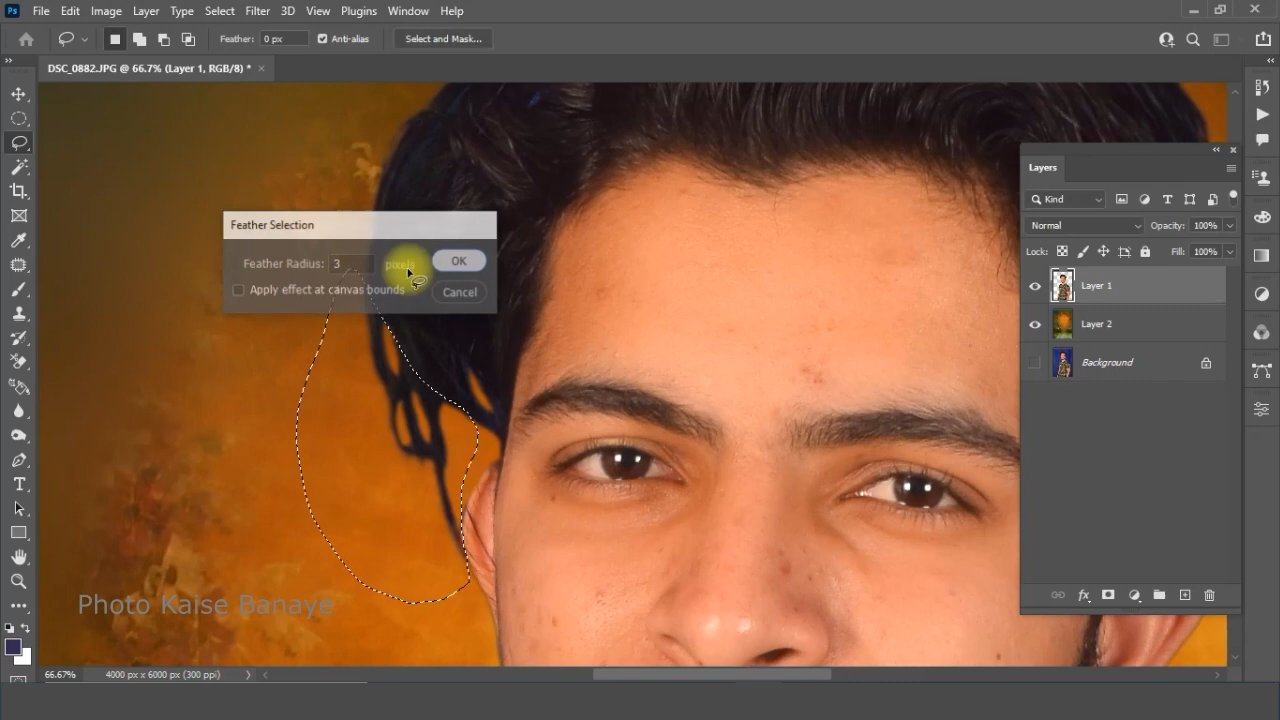 Ps File Edit Image Layer Type Select Filter 3D View Plugins Window Help
Feather: 0 px Anti-alias Select and Mask...
DSC_0882.JPG @ 66.7% (Layer 1, RGB/8) *
Feather Selection
Feather Radius: 3 pixels OK
Apply effect at canvas bounds Cancel
Photo Kaise Banaye
66.67% 4000 px x 6000 px (300 ppi)
Layers
Kind
Normal Opacity: 100%
Lock: Fill: 100%
Layer 1
Layer 2
Background